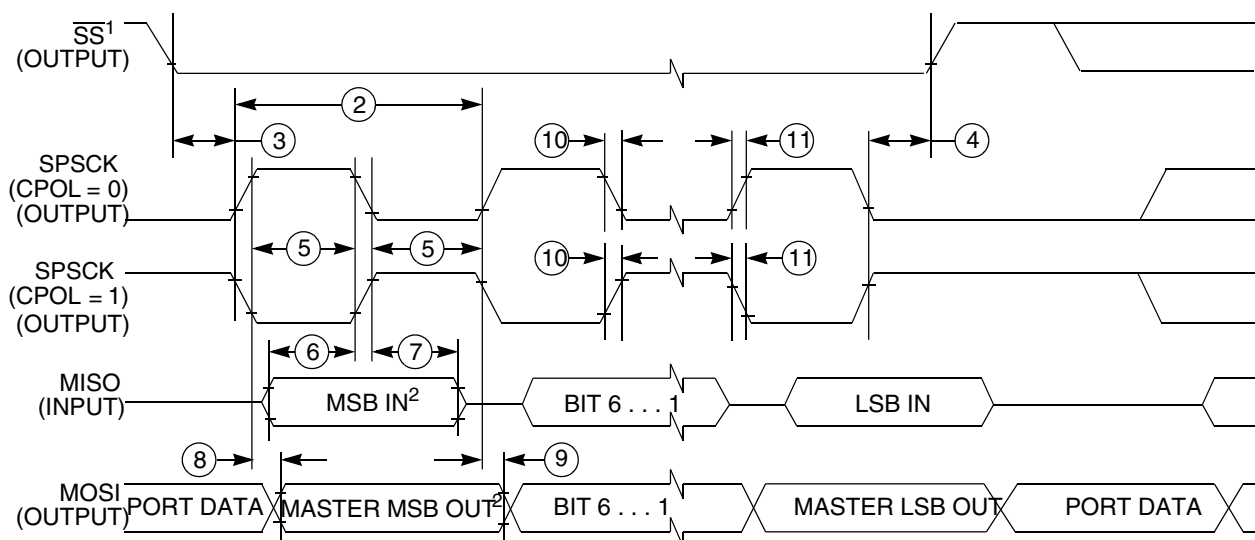 SS1
(OUTPUT)
2
3
10
11
4
SPSCK
(CPOL = 0)
(OUTPUT)
5
5
10
11
SPSCK
(CPOL = 1)
(OUTPUT)
6
7
MISO
(INPUT)
MSB IN2
BIT 6 . . . 1
LSB IN
8
9
MOSI
(OUTPUT)
PORT DATA
MASTER MSB OUT2
BIT 6 . . . 1
MASTER LSB OUT
PORT DATA